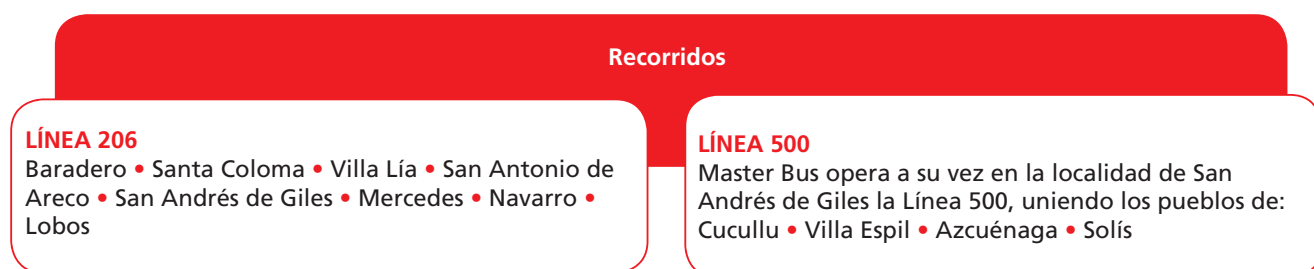 Recorridos
LÍNEA 206
Baradero • Santa Coloma • Villa Lía • San Antonio de
Areco • San Andrés de Giles • Mercedes • Navarro •
Lobos
LÍNEA 500
Master Bus opera a su vez en la localidad de San
Andrés de Giles la Línea 500, uniendo los pueblos de:
Cucullu • Villa Espil • Azcuénaga • Solís